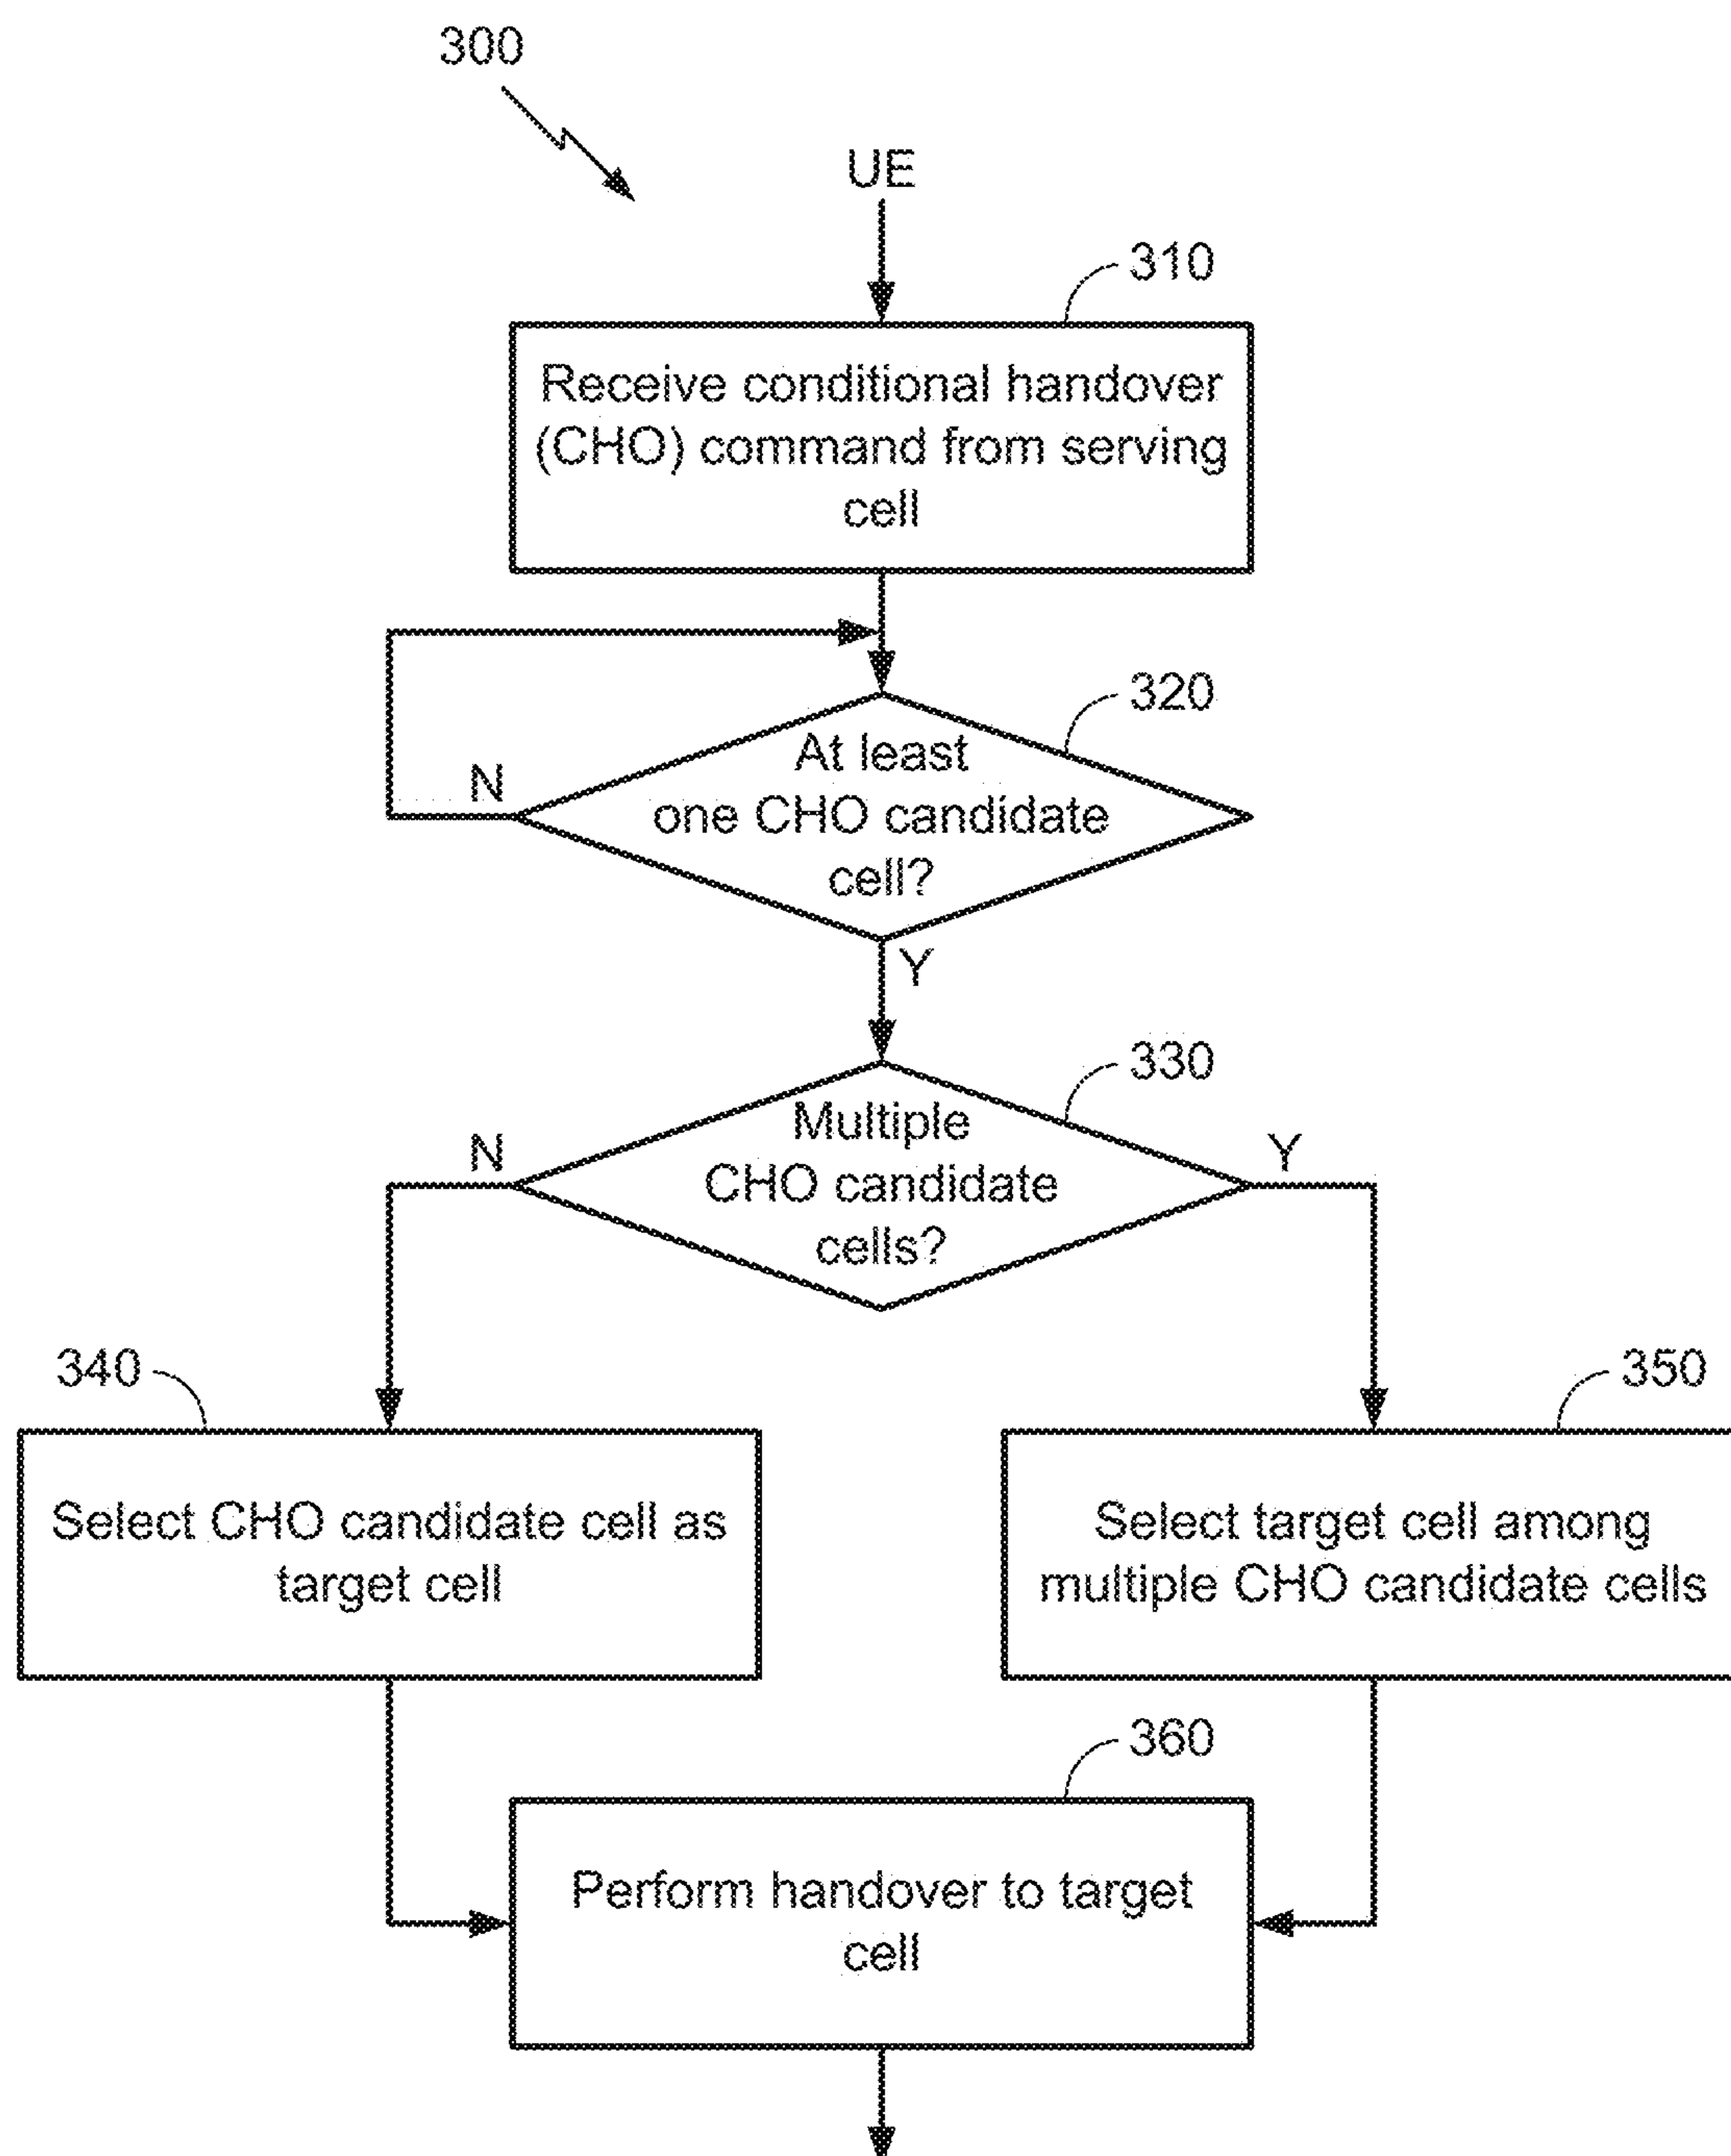 300
UE
310
Receive conditional handover
(CHO) command from serving
cell
320
At least
one CHO candidate
cell?
N
Y
330
Multiple
CHO candidate
cells?
N
Y
340
Select CHO candidate cell as
target cell
350
Select target cell among
multiple CHO candidate cells
360
Perform handover to target
cell